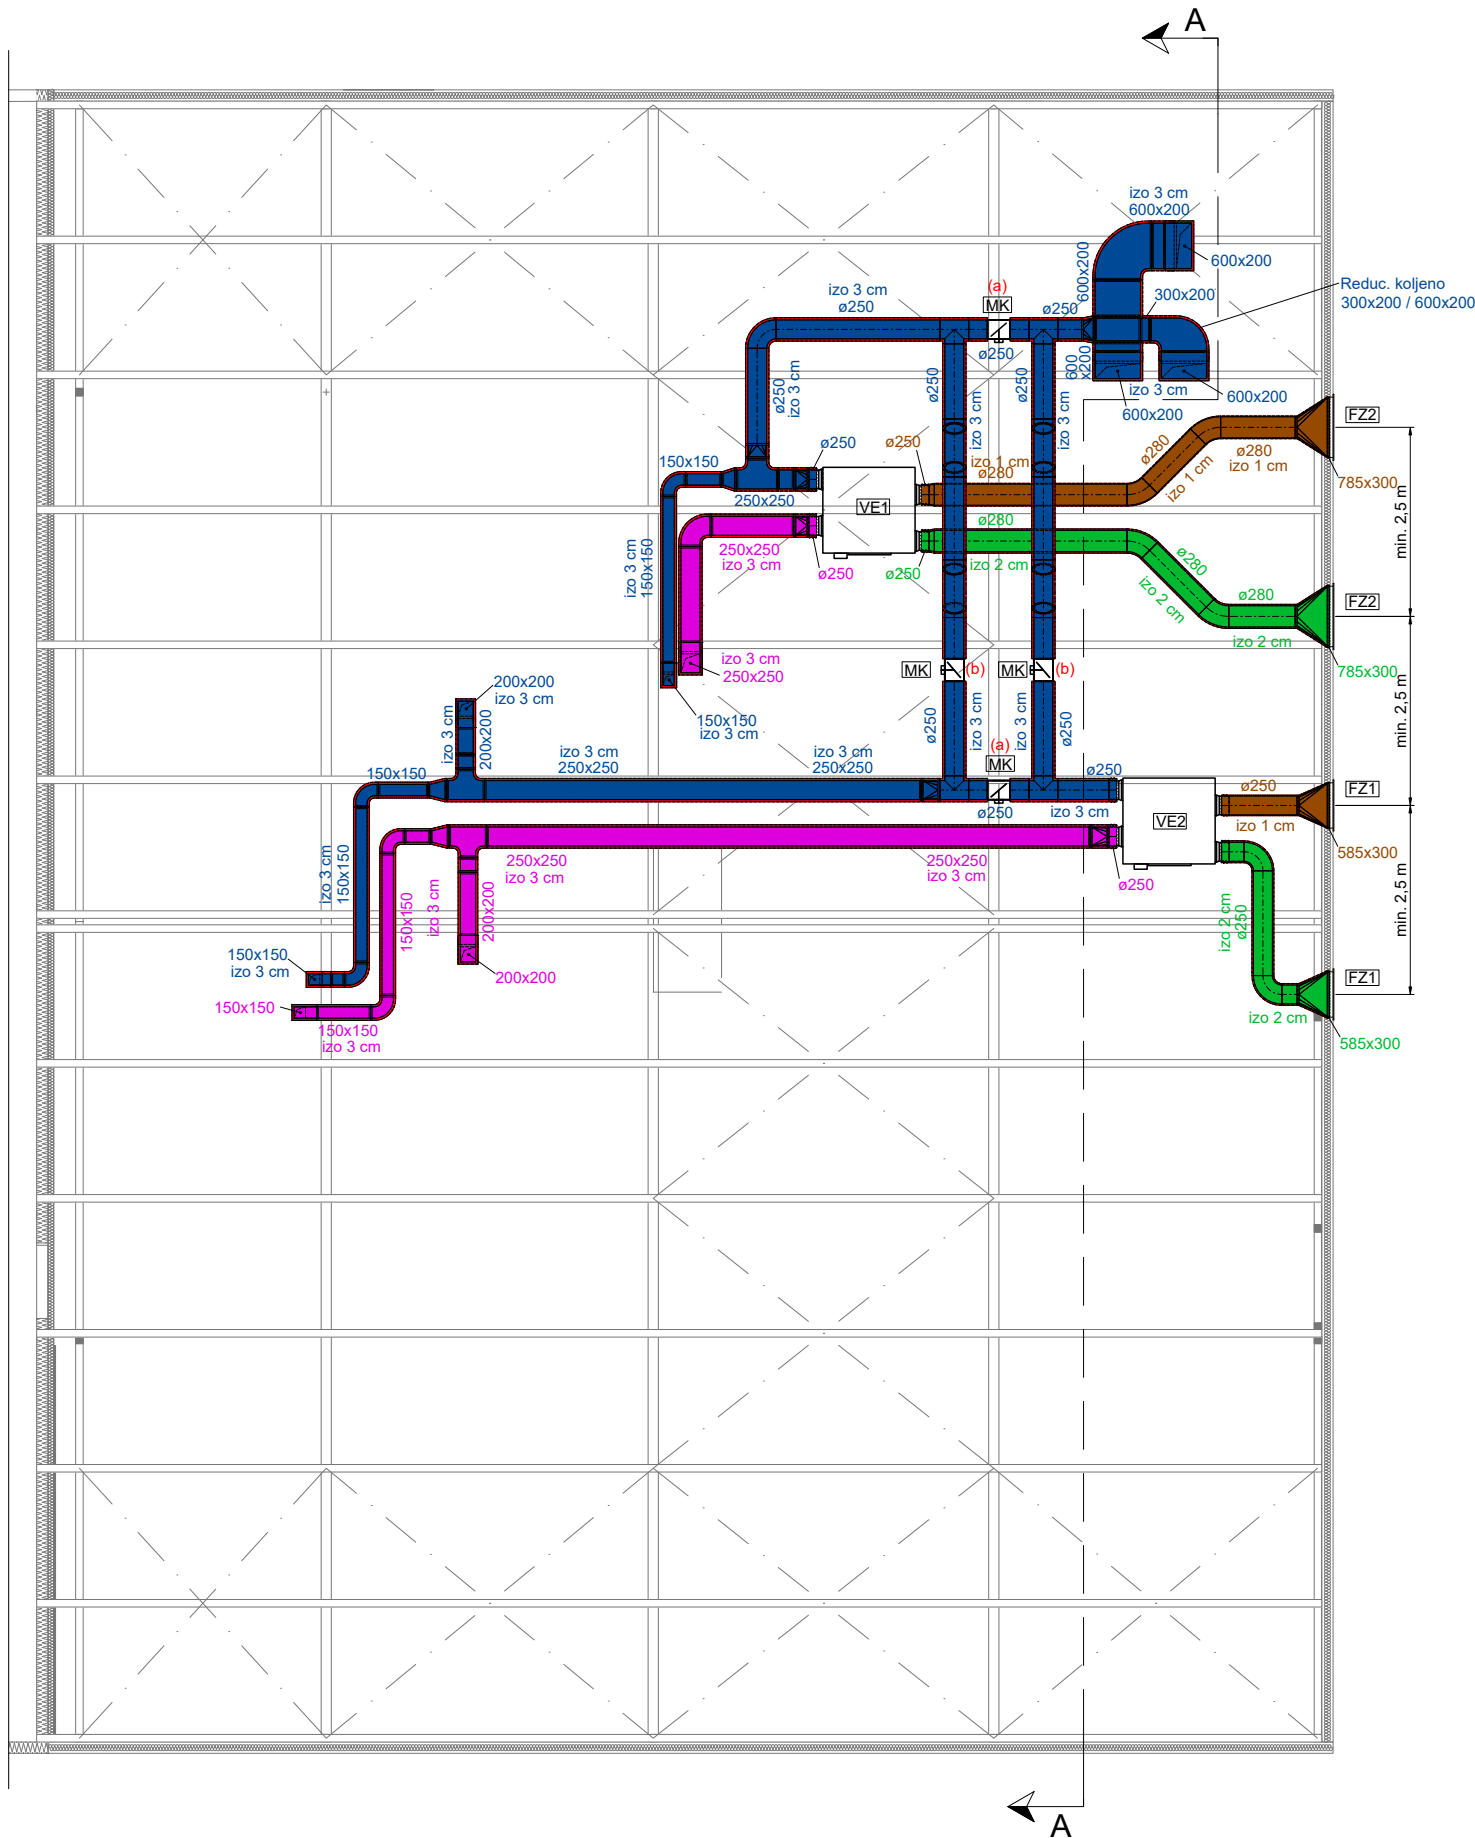 A
izo 3 cm
600x200
600x200
600x200
Reduc. koljeno
300x200 / 600x200
300x200
izo 3 cm
ø250
(a)
MK
ø250
ø250
600
x200
izo 3 cm
600x200
600x200
ø250
izo 3 cm
ø250
izo 3 cm
ø250
izo 3 cm
FZ2
785x300
ø280
izo 1 cm
ø280
izo 1 cm
izo 1 cm
ø280
ø250
ø250
150x150
250x250
VE1
izo 3 cm
150x150
250x250
izo 3 cm
ø250
ø250
ø280
izo 2 cm
ø280
izo 2 cm
ø280
izo 2 cm
FZ2
785x300
min. 2,5 m
izo 3 cm
250x250
150x150
izo 3 cm
MK
(b)
MK
(b)
min. 2,5 m
200x200
izo 3 cm
izo 3 cm
200x200
150x150
izo 3 cm
250x250
izo 3 cm
250x250
ø250
izo 3 cm
(a)
MK
ø250
izo 3 cm
ø250
ø250
izo 3 cm
VE2
ø250
izo 1 cm
FZ1
585x300
izo 3 cm
150x150
150x150
izo 3 cm
200x200
250x250
izo 3 cm
250x250
izo 3 cm
ø250
izo 2 cm
ø250
min. 2,5 m
150x150
izo 3 cm
200x200
150x150
150x150
izo 3 cm
FZ1
izo 2 cm
585x300
A